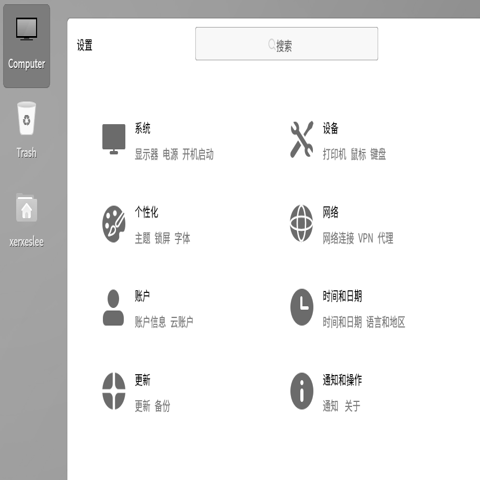 Computer
Trash
xerxeslee
设置
搜索
系统
显示器 电源 开机启动
设备
打印机 鼠标 键盘
个性化
主题 锁屏 字体
网络
网络连接 VPN 代理
账户
账户信息 云账户
时间和日期
时间和日期 语言和地区
更新
更新 备份
通知和操作
通知 关于